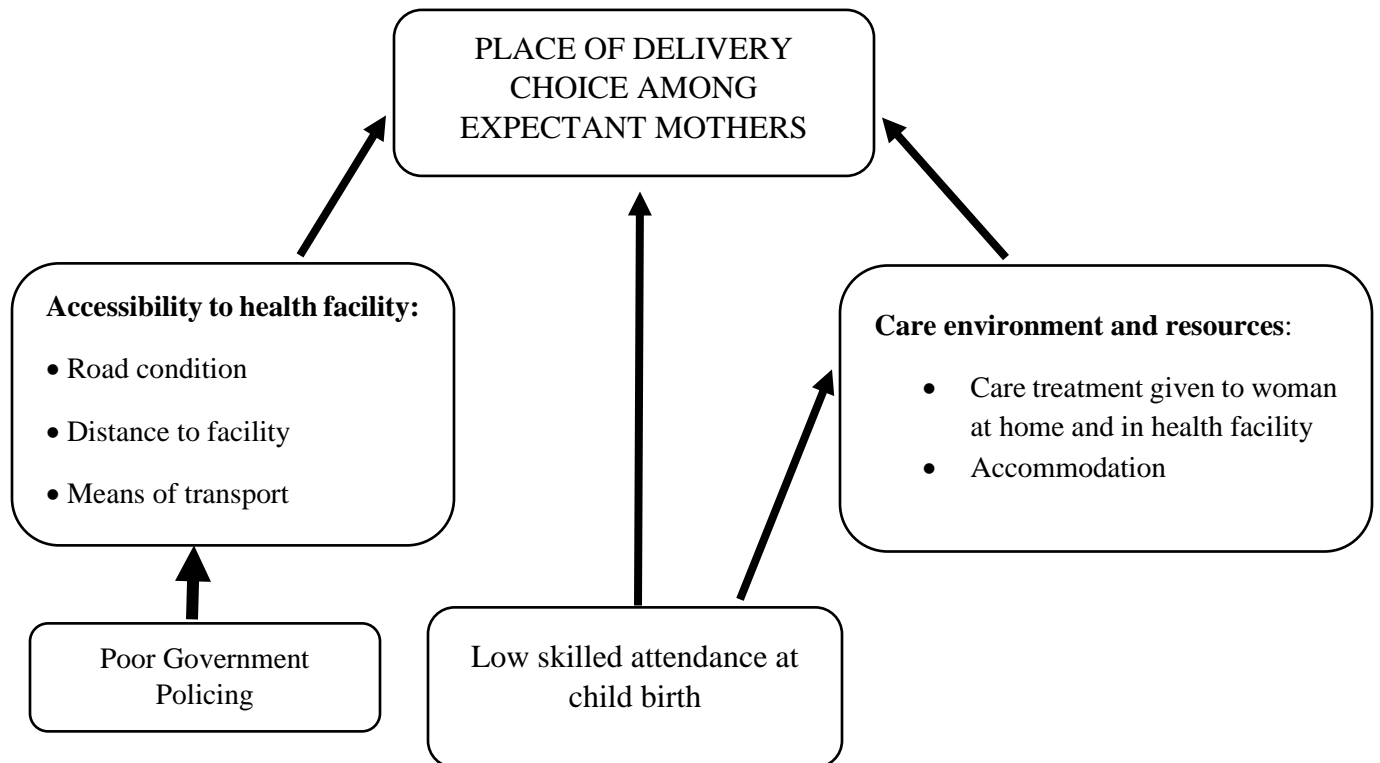 PLACE OF DELIVERY
CHOICE AMONG
EXPECTANT MOTHERS
Accessibility to health facility:
• Road condition
• Distance to facility
• Means of transport
Care environment and resources:
• Care treatment given to woman
at home and in health facility
• Accommodation
Poor Government
Policing
Low skilled attendance at
child birth